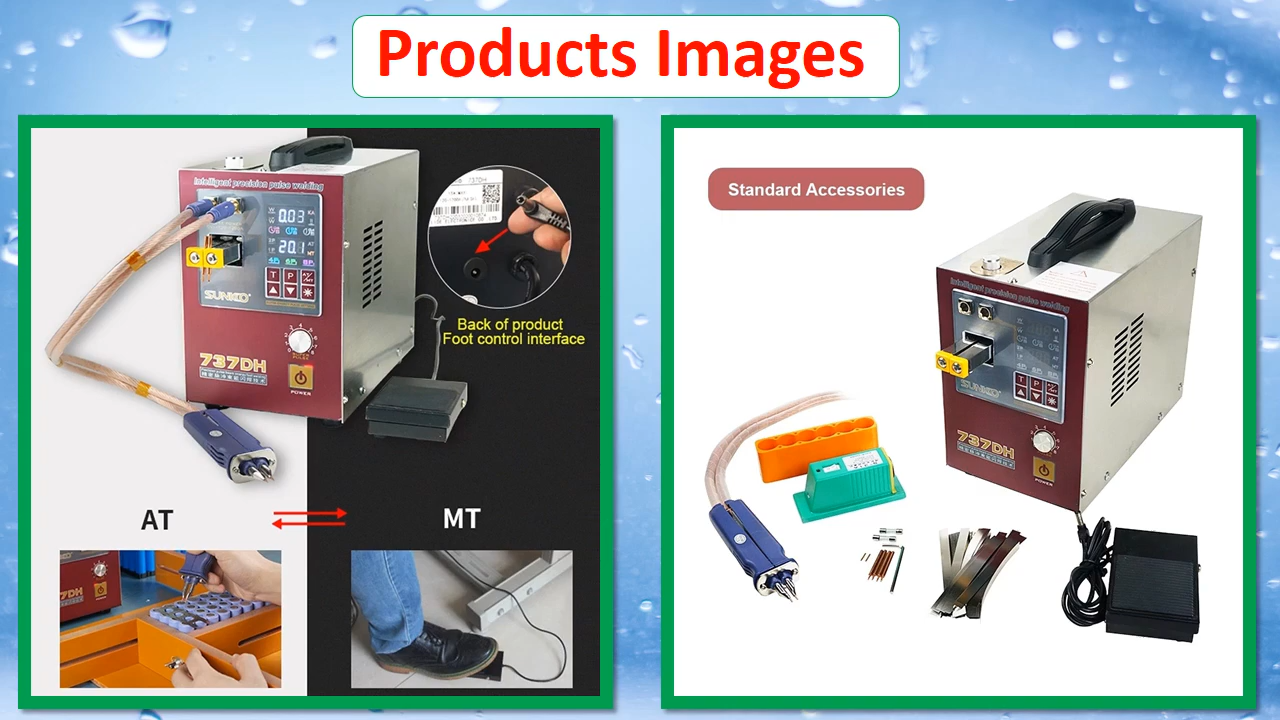 Products Images
Intelligent precision pulse welding
0.03
20.1
T P
SUNKKO
737DH
POWER
737DH
Back of product
Foot control interface
AT
MT
737DH
Standard Accessories
Intelligent precision pulse welding
T P
SUNKKO
737DH
POWER